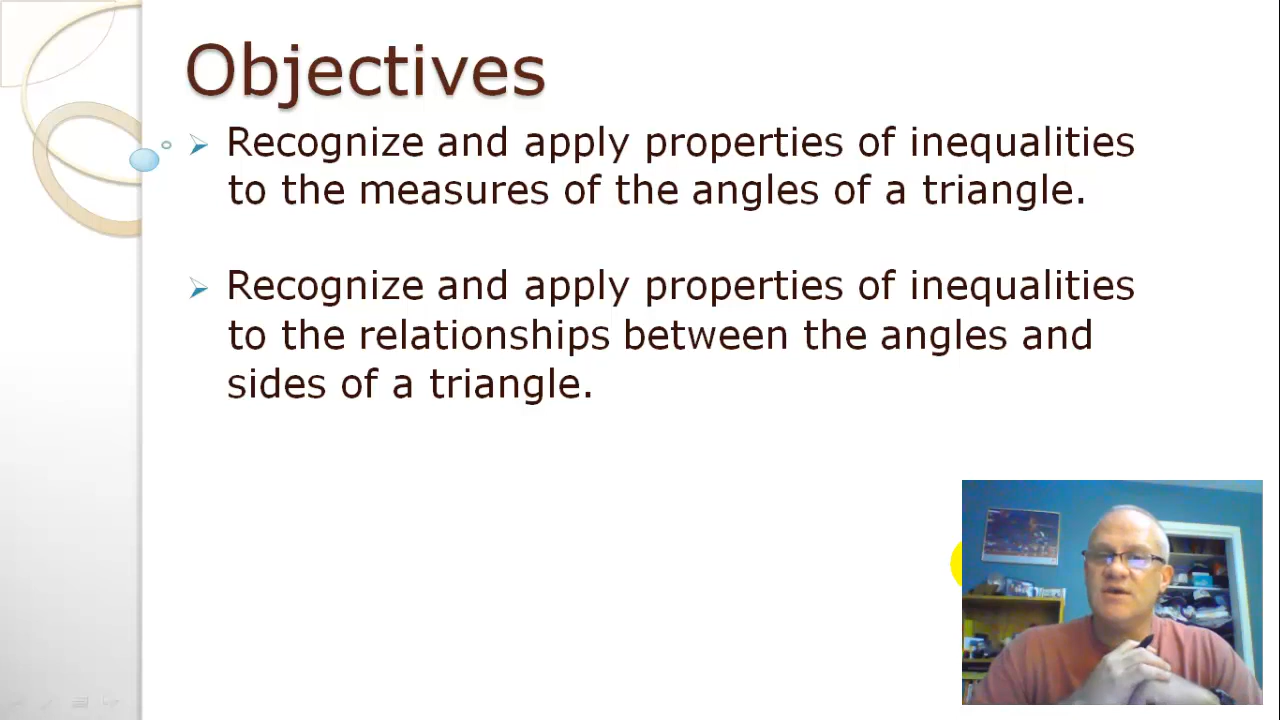 Objectives
Recognize and apply properties of inequalities
to the measures of the angles of a triangle.
Recognize and apply properties of inequalities
to the relationships between the angles and
sides of a triangle.